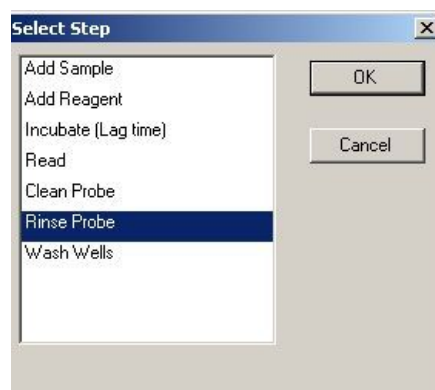 Select Step
Add Sample
Add Reagent
Incubate (Lag time)
Read
Clean Probe
Rinse Probe
Wash Wells
OK
Cancel